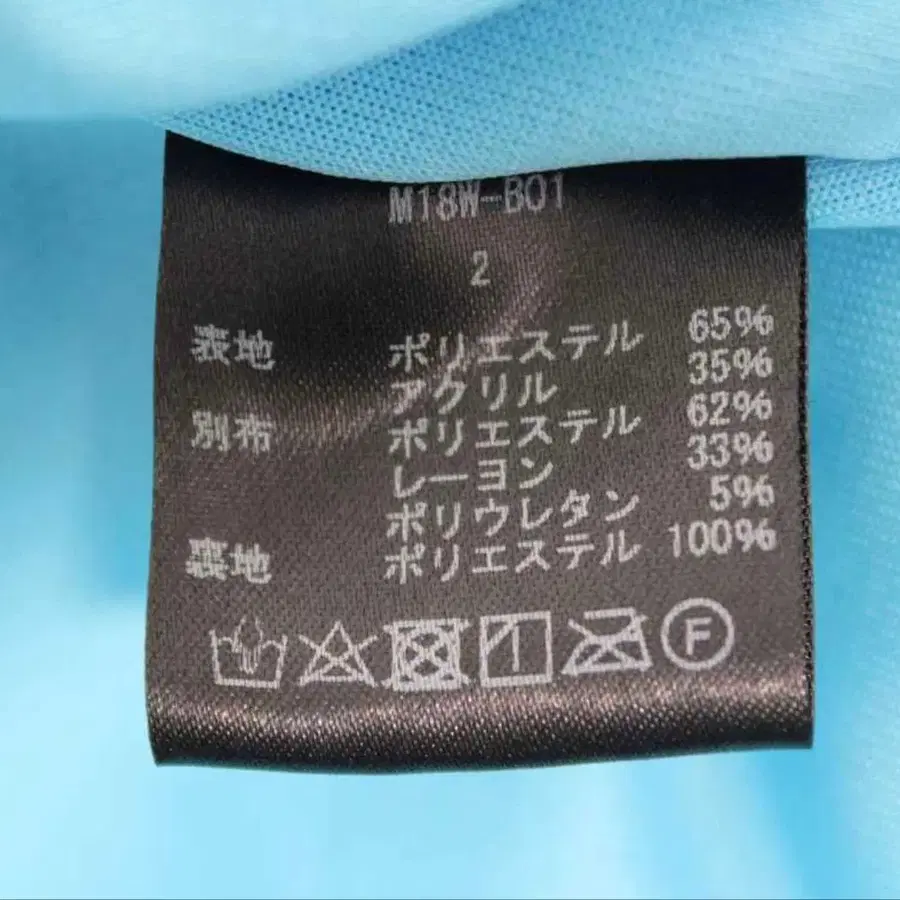 M18W-B01
2
表地 ポリエステル 65%
アクリル 35%
別布 ポリエステル 62%
レーヨン 33%
ポリウレタン 5%
裏地 ポリエステル 100%
F